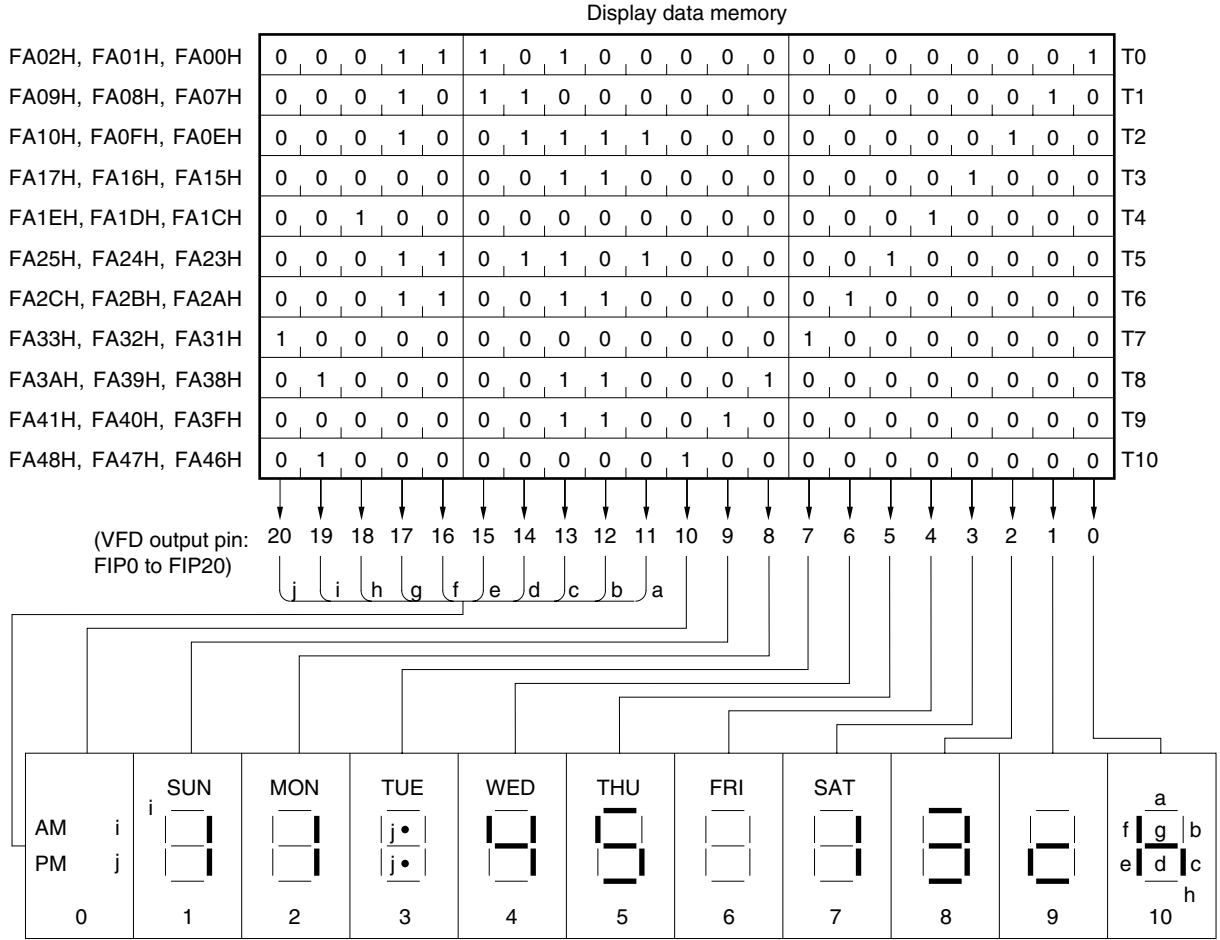 Display data memory
FA02H, FA01H, FA00H 0 0 0 1 1 1 0 1 0 0 0 0 0 0 0 0 0 0 0 0 1 T0
FA09H, FA08H, FA07H 0 0 0 1 0 1 1 0 0 0 0 0 0 0 0 0 0 0 0 1 0 T1
FA10H, FA0FH, FA0EH 0 0 0 1 0 0 1 1 1 1 0 0 0 0 0 0 0 0 1 0 0 T2
FA17H, FA16H, FA15H 0 0 0 0 0 0 0 1 1 0 0 0 0 0 0 0 0 1 0 0 0 T3
FA1EH, FA1DH, FA1CH 0 0 1 0 0 0 0 0 0 0 0 0 0 0 0 0 1 0 0 0 0 T4
FA25H, FA24H, FA23H 0 0 0 1 1 0 1 1 0 1 0 0 0 0 0 1 0 0 0 0 0 T5
FA2CH, FA2BH, FA2AH 0 0 0 1 1 0 0 1 1 0 0 0 0 0 1 0 0 0 0 0 0 T6
FA33H, FA32H, FA31H 1 0 0 0 0 0 0 0 0 0 0 0 0 1 0 0 0 0 0 0 0 T7
FA3AH, FA39H, FA38H 0 1 0 0 0 0 0 1 1 0 0 0 1 0 0 0 0 0 0 0 0 T8
FA41H, FA40H, FA3FH 0 0 0 0 0 0 0 1 1 0 0 1 0 0 0 0 0 0 0 0 0 T9
FA48H, FA47H, FA46H 0 1 0 0 0 0 0 0 0 0 1 0 0 0 0 0 0 0 0 0 0 T10
(VFD output pin: 20 19 18 17 16 15 14 13 12 11 10 9 8 7 6 5 4 3 2 1 0
FIP0 to FIP20)
j i h g f e d c b a
SUN MON TUE WED THU FRI SAT
i
a
AM i
j
f g b
PM j
j
e d c
h
0 1 2 3 4 5 6 7 8 9 10